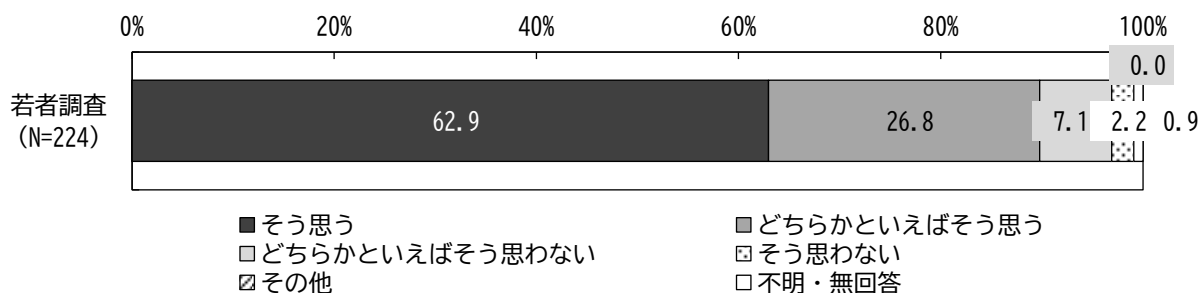 0% 20% 40% 60% 80% 100%
0.0
若者調査 62.9 26.8 7.1 2.2 0.9
(N=224)
そう思う どちらかといえばそう思う
どちらかといえばそう思わない そう思わない
その他 不明・無回答